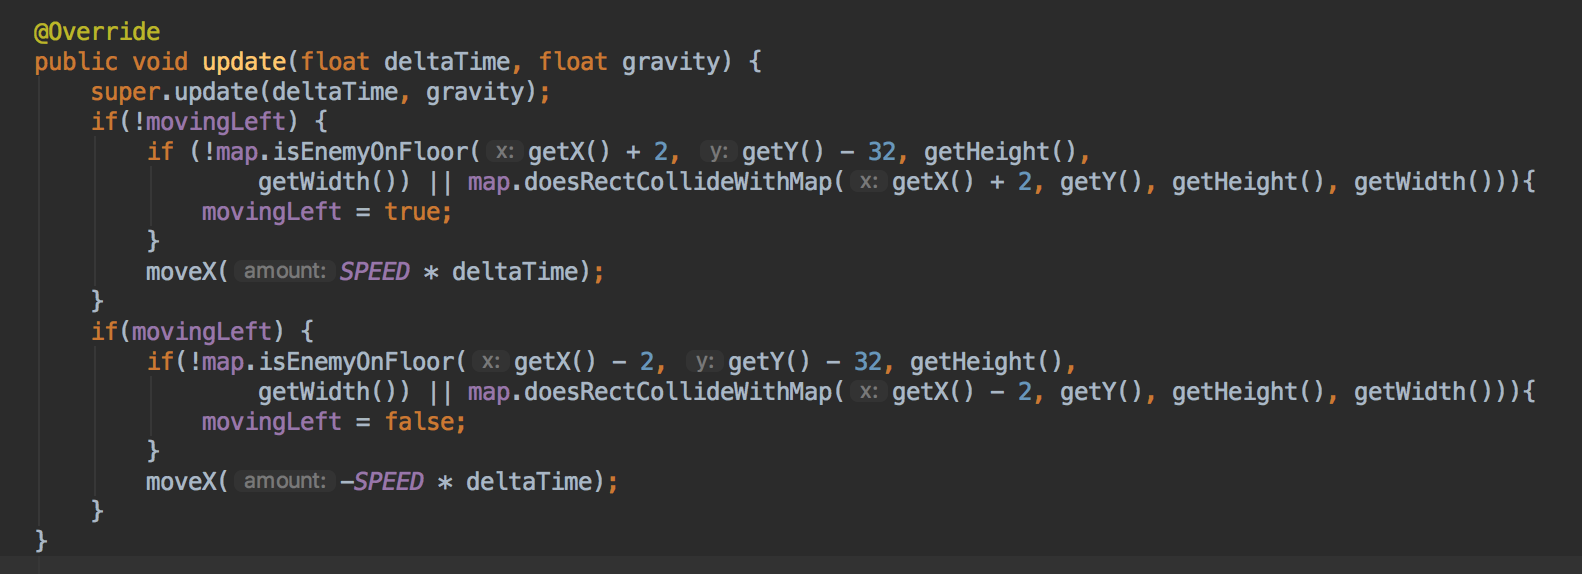 @Override
public void update(float deltaTime, float gravity) {
    super.update(deltaTime, gravity);
    if(!movingLeft) {
        if (!map.isEnemyOnFloor( x: getX() + 2, y: getY() - 32, getHeight(),
                getWidth()) || map.doesRectCollideWithMap( x: getX() + 2, getY(), getHeight(), getWidth())){
            movingLeft = true;
        }
        moveX( amount: SPEED * deltaTime);
    }
    if(movingLeft) {
        if(!map.isEnemyOnFloor( x: getX() - 2, y: getY() - 32, getHeight(),
                getWidth()) || map.doesRectCollideWithMap( x: getX() - 2, getY(), getHeight(), getWidth())){
            movingLeft = false;
        }
        moveX( amount: -SPEED * deltaTime);
    }
}